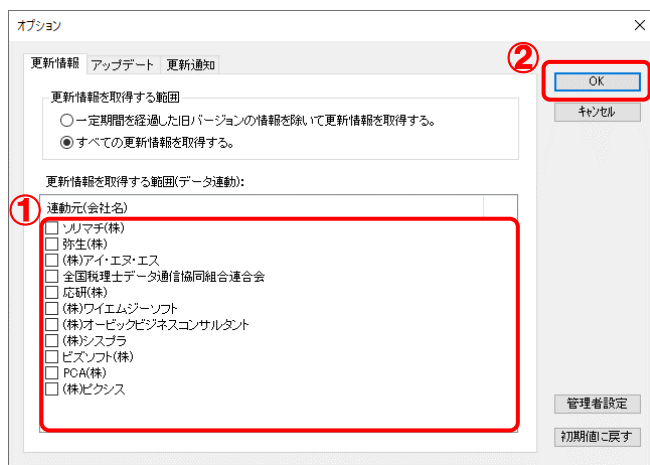 オプション
更新情報 アップデート 更新通知
②
OK
キャンセル
更新情報を取得する範囲
一定期間を経過した旧バージョンの情報を除いて更新情報を取得する。
すべての更新情報を取得する。
更新情報を取得する範囲(データ連動):
①
連動元(会社名)
ソリマチ(株)
弥生(株)
(株)アイ・エヌ・エス
全国税理士データ通信協同組合連合会
応研(株)
(株)ワイエムジーソフト
(株)オービックビジネスコンサルタント
(株)シスプラ
ビズソフト(株)
PCA(株)
(株)ピクシス
管理者設定
初期値に戻す